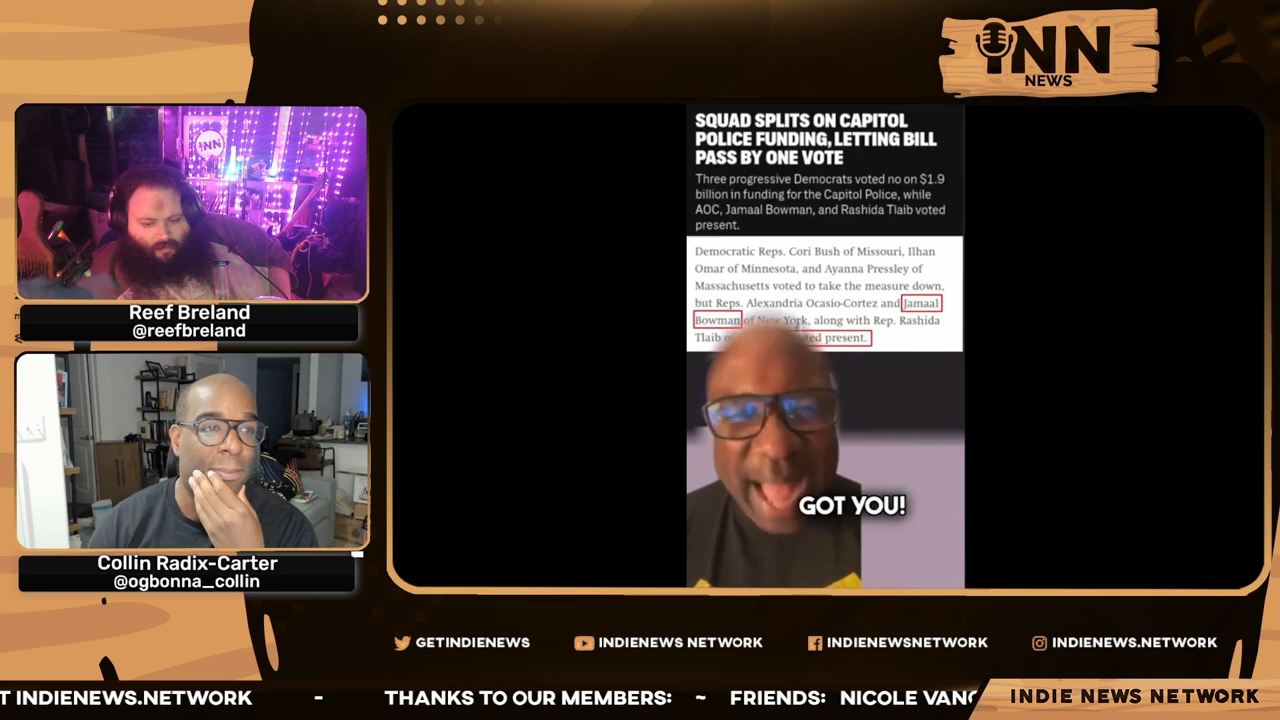 iNN
NEWS
iNN
Reef Breland
@reefbreland
Collin Radix-Carter
@ogbonna_collin
SQUAD SPLITS ON CAPITOL
POLICE FUNDING, LETTING BILL
PASS BY ONE VOTE
Three progressive Democrats voted no on $1.9
billion in funding for the Capitol Police, while
AOC, Jamaal Bowman, and Rashida Tlaib voted
present.
Democratic Reps. Cori Bush of Missouri, Ilhan
Omar of Minnesota, and Ayanna Pressley of
Massachusetts voted to take the measure down,
but Reps. Alexandria Ocasio-Cortez and Jamaal
Bowman of New York, along with Rep. Rashida
Tlaib present.
GOT YOU!
GETINDIENEWS
INDIENEWS NETWORK
INDIENEWSNETWORK
INDIENEWS.NETWORK
T INDIENEWS.NETWORK - THANKS TO OUR MEMBERS: ~ FRIENDS: NICOLE
INDIE NEWS NETWORK